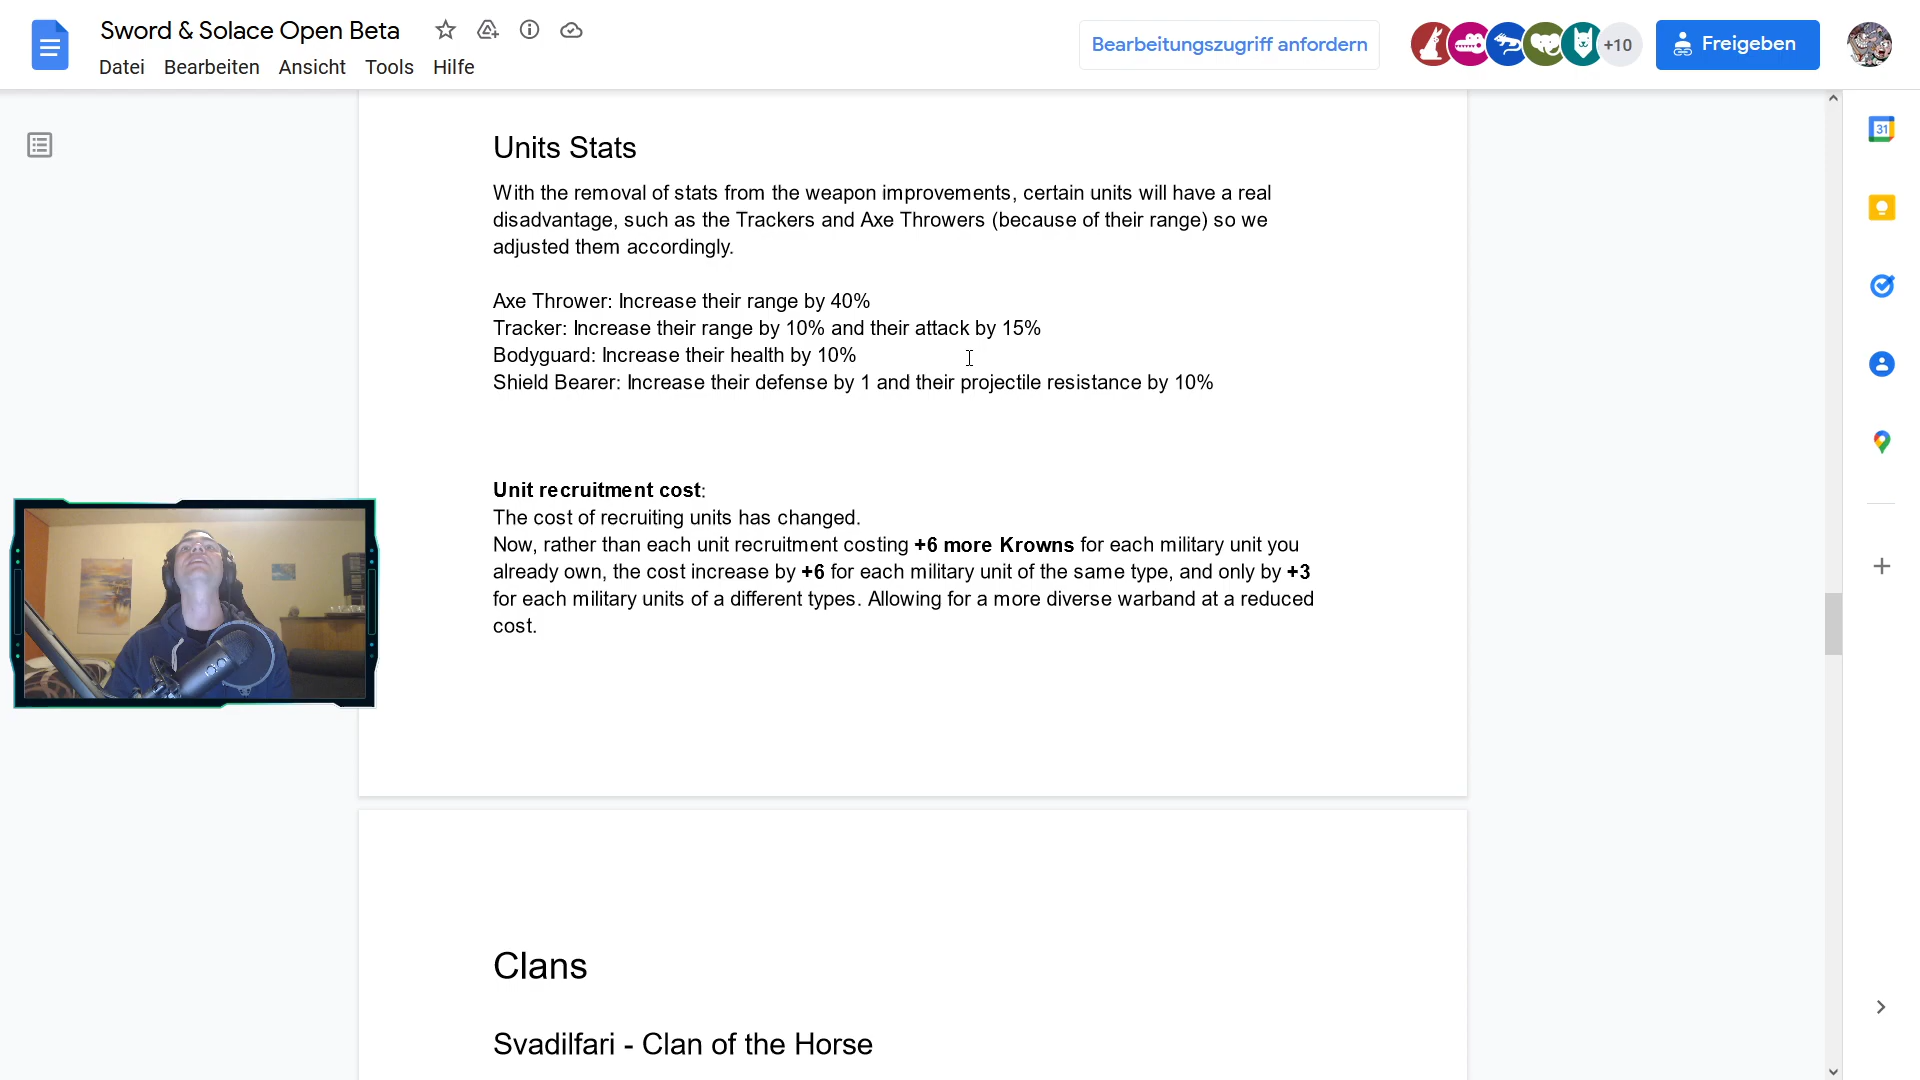 Sword & Solace Open Beta
Datei Bearbeiten Ansicht Tools Hilfe
Bearbeitungszugriff anfordern
+10
Freigeben
31
Units Stats
With the removal of stats from the weapon improvements, certain units will have a real
disadvantage, such as the Trackers and Axe Throwers (because of their range) so we
adjusted them accordingly.
Axe Thrower: Increase their range by 40%
Tracker: Increase their range by 10% and their attack by 15%
Bodyguard: Increase their health by 10%
Shield Bearer: Increase their defense by 1 and their projectile resistance by 10%
Unit recruitment cost:
The cost of recruiting units has changed.
Now, rather than each unit recruitment costing +6 more Krowns for each military unit you
already own, the cost increase by +6 for each military unit of the same type, and only by +3
for each military units of a different types. Allowing for a more diverse warband at a reduced
cost.
Clans
Svadilfari - Clan of the Horse